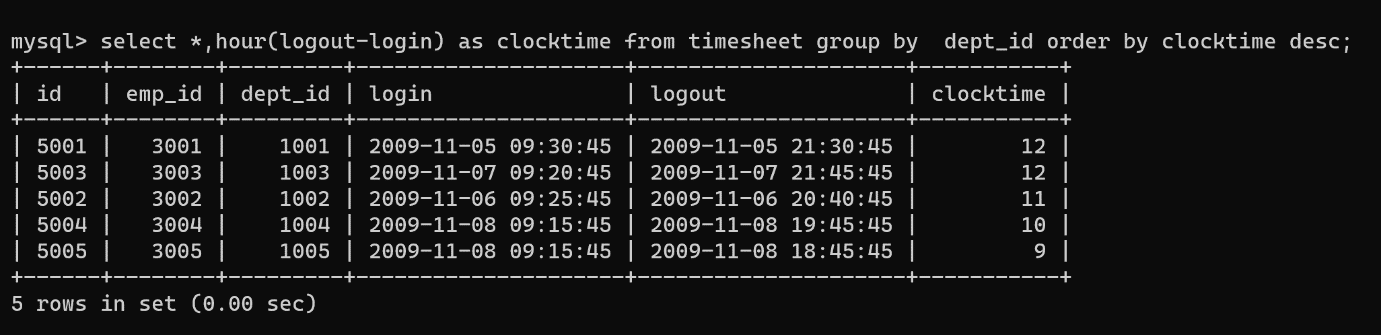 mysql> select *,hour(logout-login) as clocktime from timesheet group by  dept_id order by clocktime desc;
+------+--------+---------+---------------------+---------------------+-----------+
| id   | emp_id | dept_id | login               | logout              | clocktime |
+------+--------+---------+---------------------+---------------------+-----------+
| 5001 |   3001 |    1001 | 2009-11-05 09:30:45 | 2009-11-05 21:30:45 |        12 |
| 5003 |   3003 |    1003 | 2009-11-07 09:20:45 | 2009-11-07 21:45:45 |        12 |
| 5002 |   3002 |    1002 | 2009-11-06 09:25:45 | 2009-11-06 20:40:45 |        11 |
| 5004 |   3004 |    1004 | 2009-11-08 09:15:45 | 2009-11-08 19:45:45 |        10 |
| 5005 |   3005 |    1005 | 2009-11-08 09:15:45 | 2009-11-08 18:45:45 |         9 |
+------+--------+---------+---------------------+---------------------+-----------+
5 rows in set (0.00 sec)